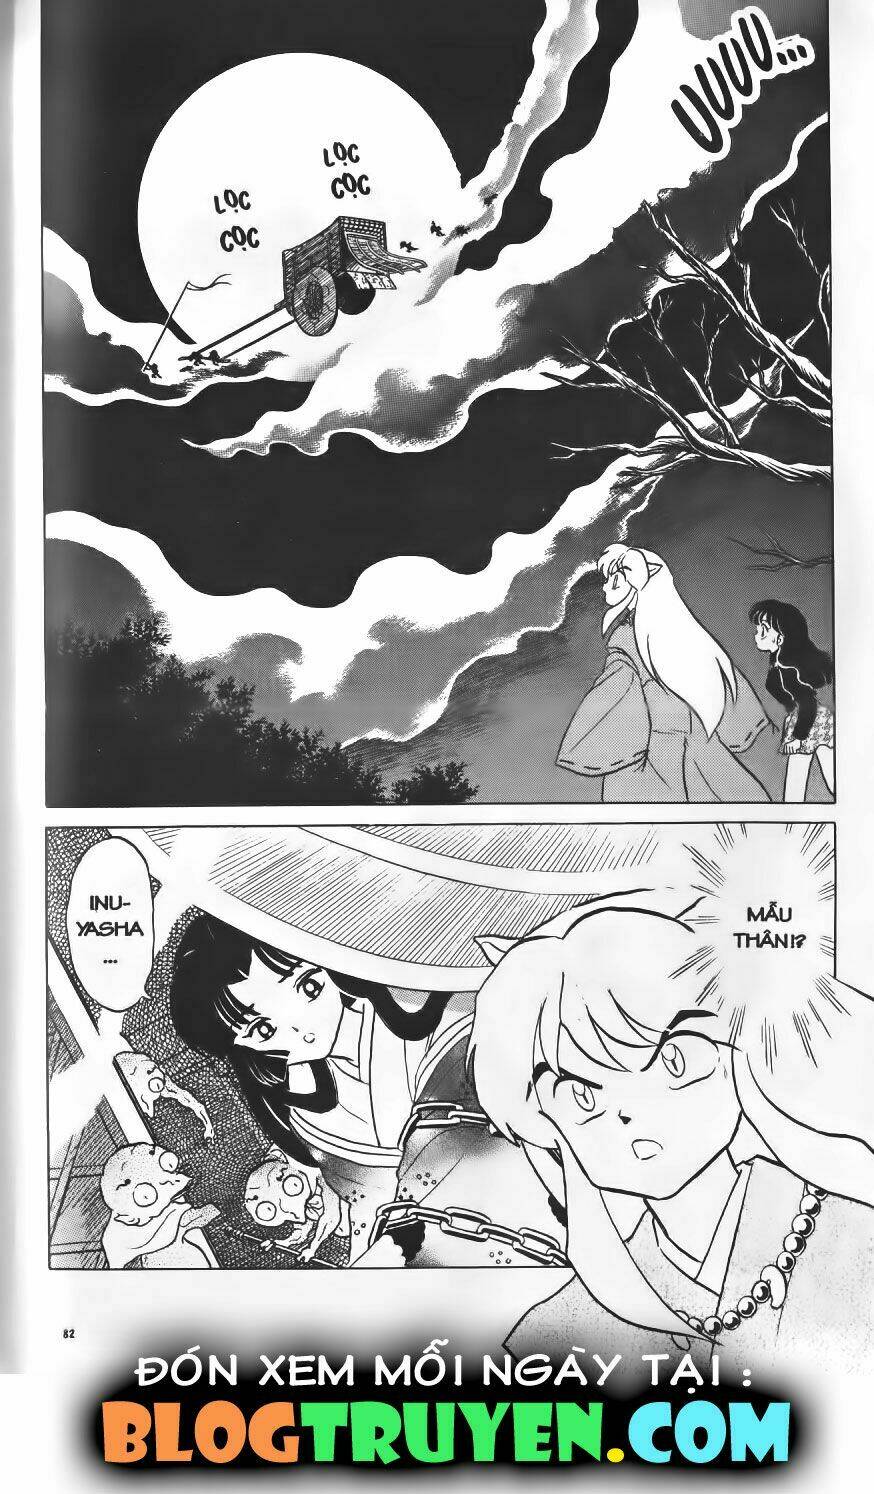 UUUU...
LỌC
CỌC
LỌC
CỌC
INU-
YASHA
...
MẪU
THÂN!?
82
ĐÓN XEM MỖI NGÀY TẠI :
BLOGTRUYEN.COM